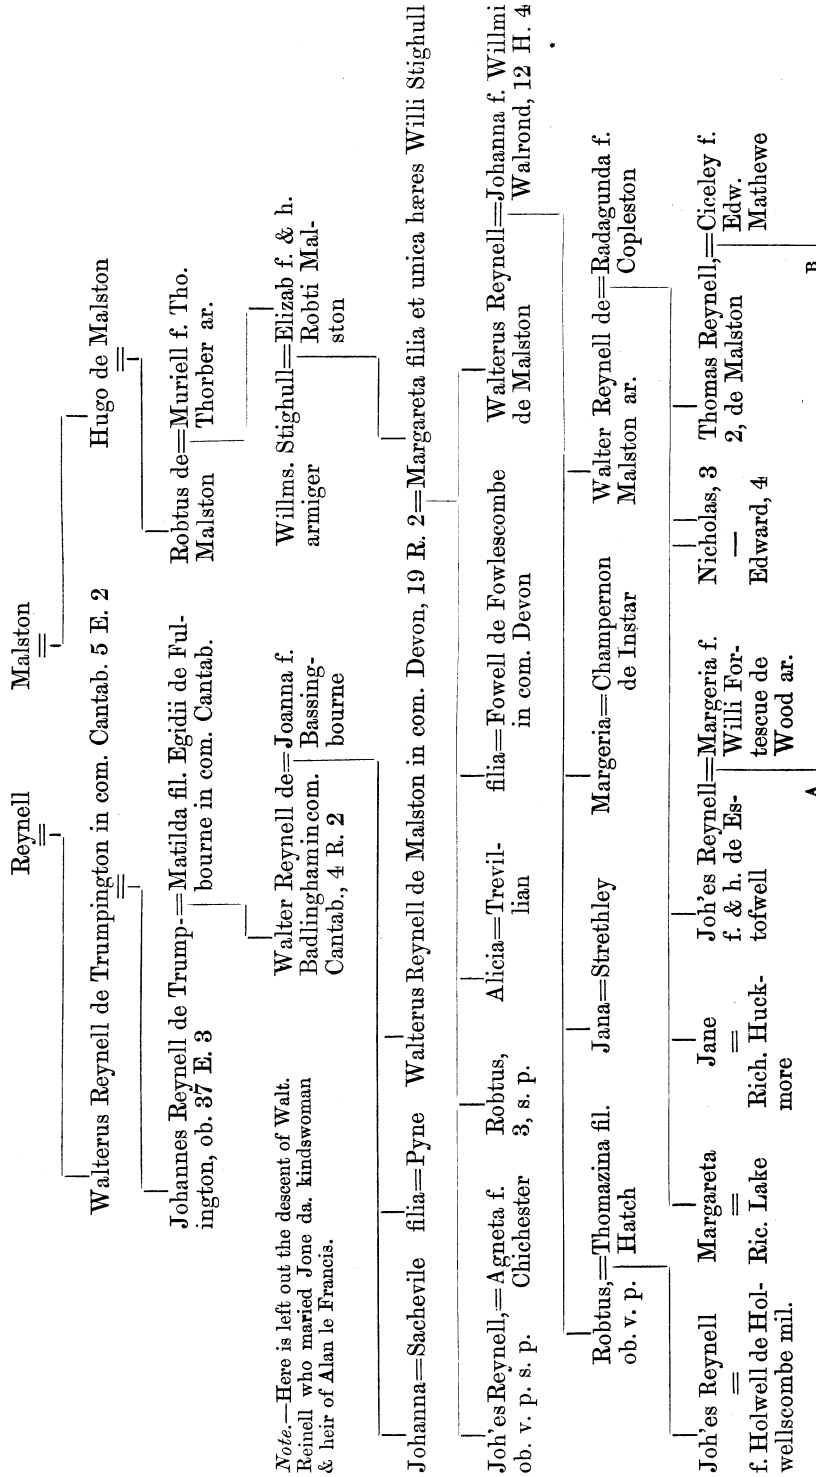 Reynell
Malston
Walterus Reynell de Trumpington in com. Cantab. 5 E. 2
Hugo de Malston
Johannes Reynell de Trump-=Matilda fil. Egidii de Ful-
ington, ob. 37 E. 3
bourne in com. Cantab.
Robtus de=Muriell f. Tho.
Malston
Thorber ar.
Note.—Here is left out the descent of Walt.
Reinell who maried Jone da. kindswoman
& heir of Alan le Francis.
Walter Reynell de=Joanna f.
Badlingham in com.
Bassing-
Cantab., 4 R. 2
bourne
Willms. Stighull=Elizab f. & h.
armiger
Robti Mal-
ston
Johanna=Sachevile
filia=Pyne
Walterus Reynell de Malston in com. Devon, 19 R. 2=Margareta filia et unica hæres Willi Stighull
Joh'es Reynell,=Agneta f.
ob. v. p. s. p.
Chichester
Robtus,
3, s. p.
Alicia=Trevil-
lian
filia=Fowell de Fowlescombe
in com. Devon
Walterus Reynell=Johanna f. Willmi
de Malston
Walrond, 12 H. 4
Robtus,=Thomazina fil.
ob. v. p.
Hatch
Jana=Strethley
Margeria=Champernon
de Instar
Walter Reynell de=Radagunda f.
Malston ar.
Copleston
Joh'es Reynell
=
f. Holwell de Hol-
wellscombe mil.
Margareta
=
Ric. Lake
Jane
=
Rich. Huck-
more
Joh'es Reynell=Margeria f.
f. & h. de Es-
Willi For-
tofwell
tescue de
Wood ar.
A
Nicholas, 3
—
Edward, 4
Thomas Reynell,=Ciceley f.
2, de Malston
Edw.
Mathewe
B